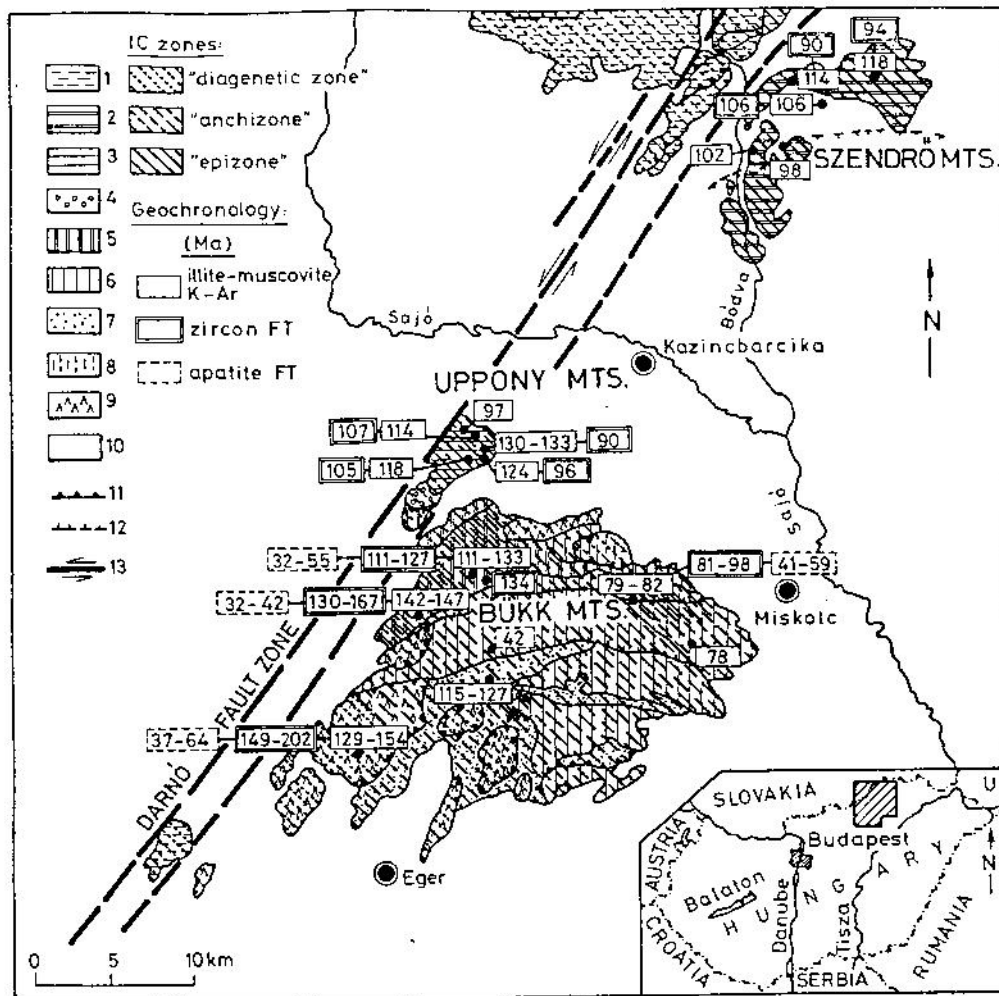 IC zones:
1
"diagenetic zone"
2
"anchizone"
3
"epizone"
4
Geochronology:
5
(Ma)
6
illite-muscovite
K-Ar
7
zircon FT
8
apatite FT
9
10
11
12
13
90
94
118
114
106
106
102
98
SZENDRŐ MTS.
Bódva
N
Sajó
Kazincbarcika
UPPONY MTS.
97
107
114
130-133
90
105
118
124
96
Sajó
32-55
111-127
111-133
81-98
41-59
134
79-82
32-42
130-167
142-147
BÜKK MTS.
Miskolc
42
78
115-127
37-64
149-202
129-154
DARNÓ FAULT ZONE
Eger
0 5 10 km
SLOVAKIA
U
AUSTRIA
Budapest
N
Balaton
HUNGARY
Danube
Tisza
RUMANIA
CROATIA
SERBIA